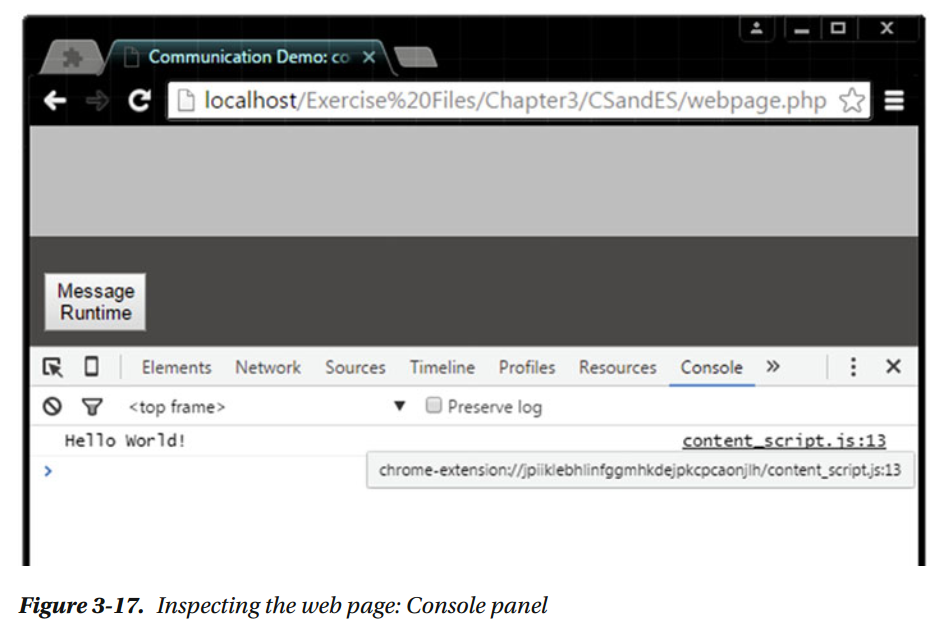 Communication Demo: co
localhost/Exercise%20Files/Chapter3/CSandES/webpage.php
Message
Runtime
Elements Network Sources Timeline Profiles Resources Console »
<top frame> Preserve log
Hello World! content_script.js:13
chrome-extension://jpiiklebhlinfggmhkdejpkcpcaonjlh/content_script.js:13
Figure 3-17. Inspecting the web page: Console panel